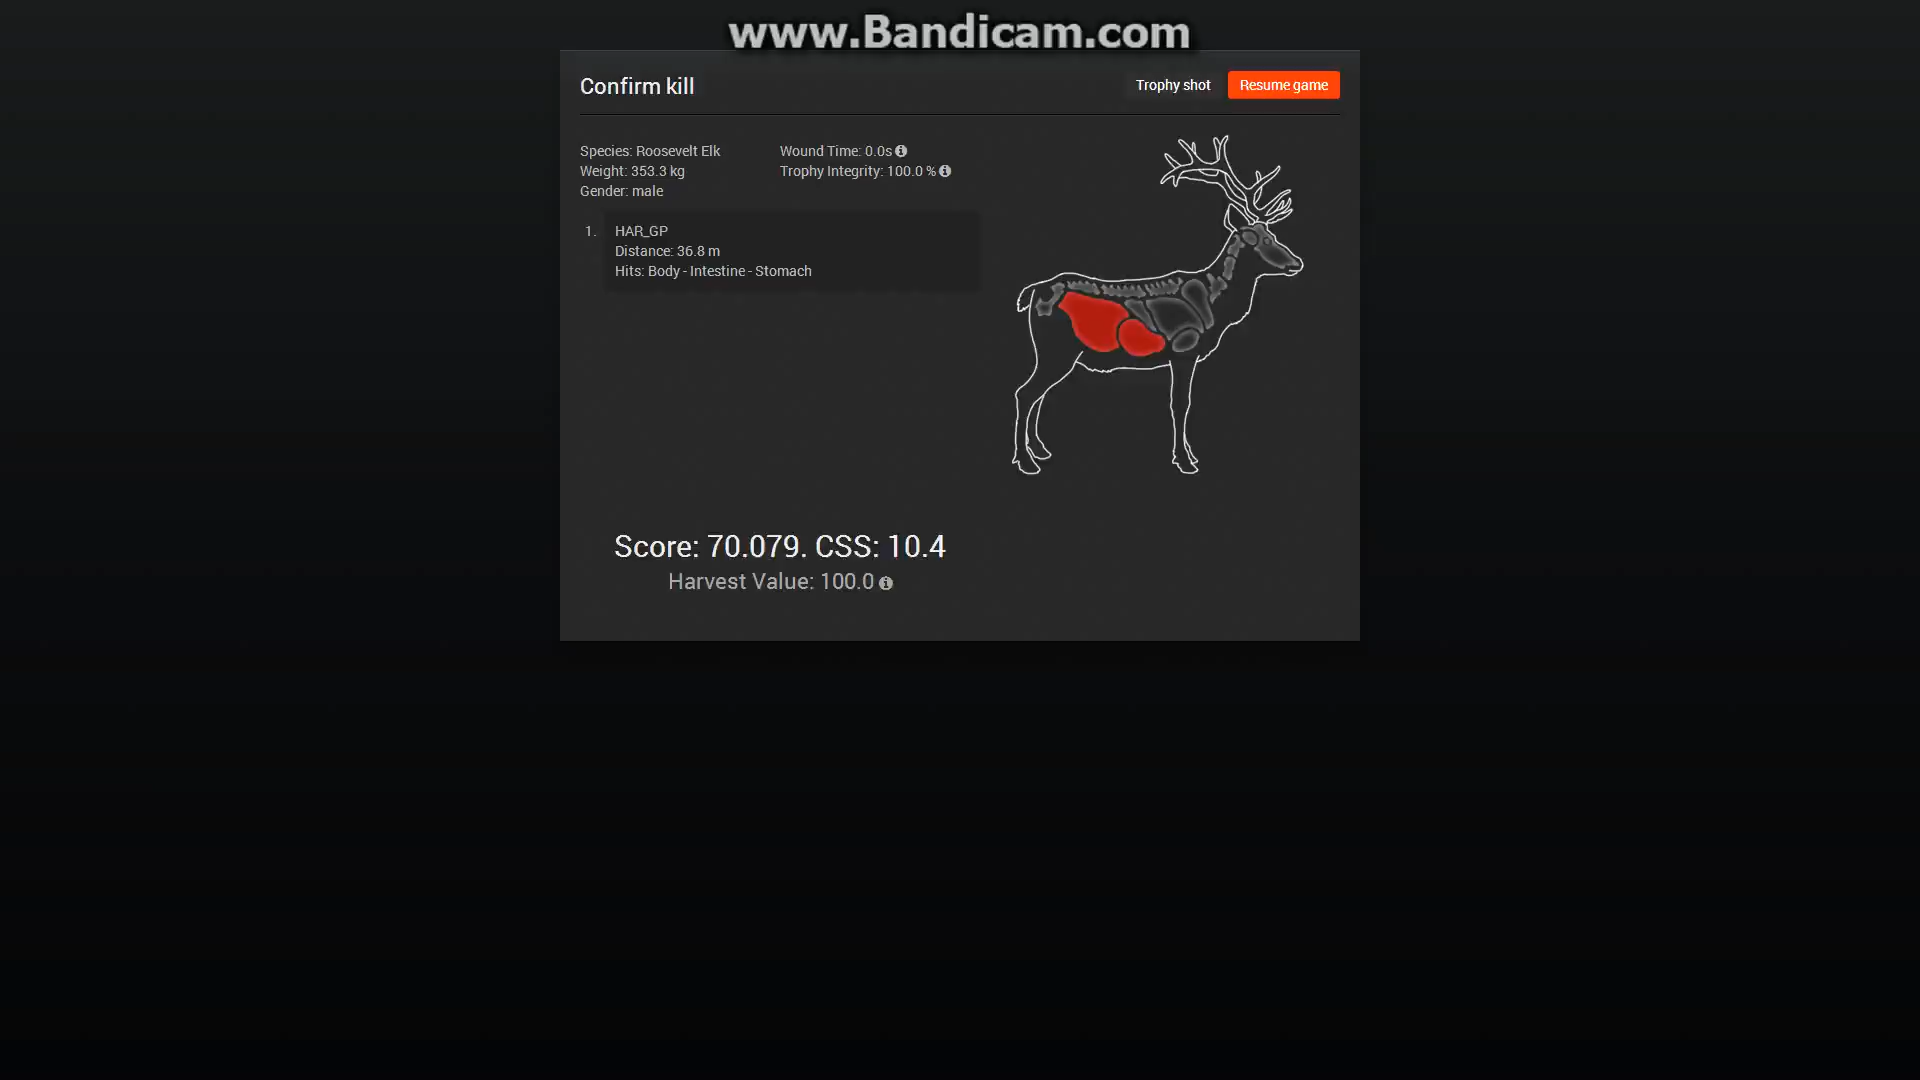 www.Bandicam.com
Confirm kill
Trophy shot
Resume game
Species: Roosevelt Elk
Weight: 353.3 kg
Gender: male
Wound Time: 0.0s
Trophy Integrity: 100.0 %
1. HAR_GP
Distance: 36.8 m
Hits: Body - Intestine - Stomach
Score: 70.079. CSS: 10.4
Harvest Value: 100.0